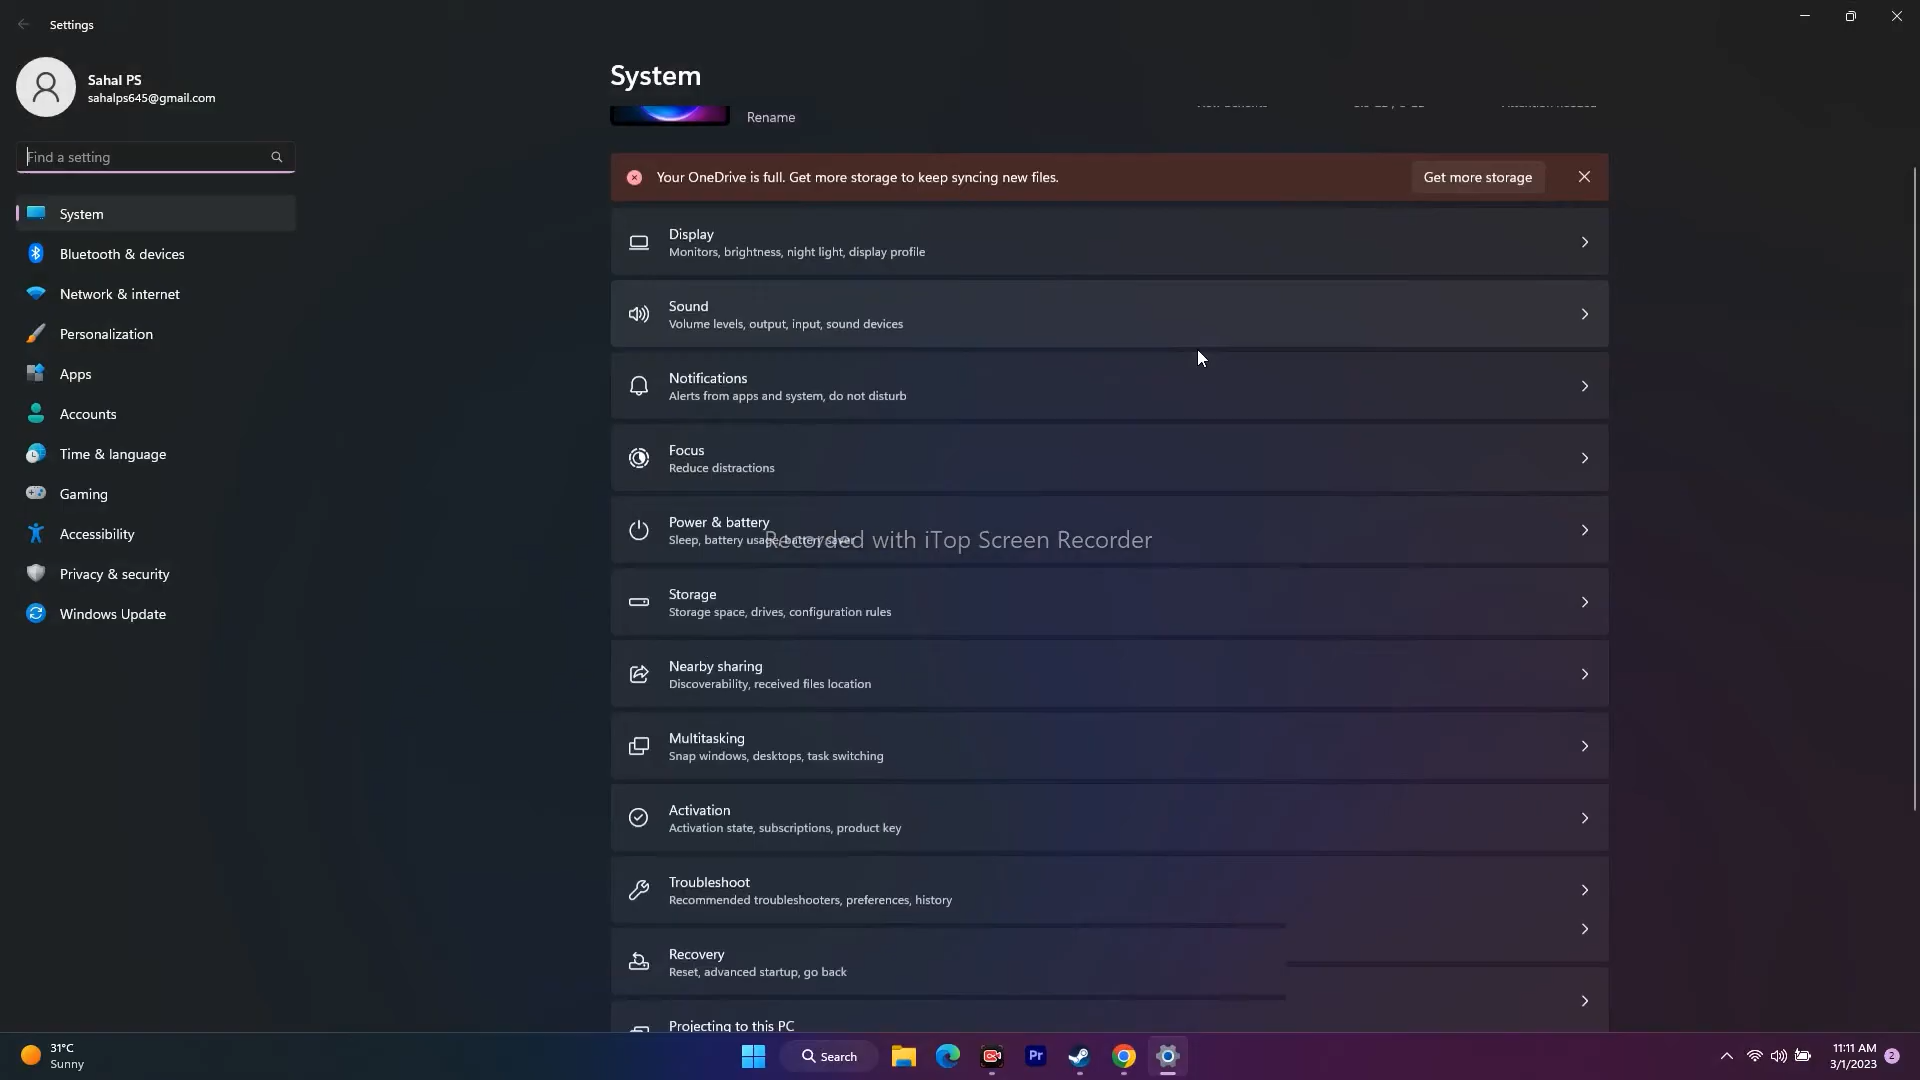 Settings
Sahal PS
sahalps645@gmail.com
Find a setting
System
Bluetooth & devices
Network & internet
Personalization
Apps
Accounts
Time & language
Gaming
Accessibility
Privacy & security
Windows Update
System
Rename
Your OneDrive is full. Get more storage to keep syncing new files.
Get more storage
Display
Monitors, brightness, night light, display profile
Sound
Volume levels, output, input, sound devices
Notifications
Alerts from apps and system, do not disturb
Focus
Reduce distractions
Power & battery
Sleep, battery usage, battery saver
Recorded with iTop Screen Recorder
Storage
Storage space, drives, configuration rules
Nearby sharing
Discoverability, received files location
Multitasking
Snap windows, desktops, task switching
Activation
Activation state, subscriptions, product key
Troubleshoot
Recommended troubleshooters, preferences, history
Recovery
Reset, advanced startup, go back
Projecting to this PC
31°C
Sunny
Search
Pr
11:11 AM
3/1/2023
2